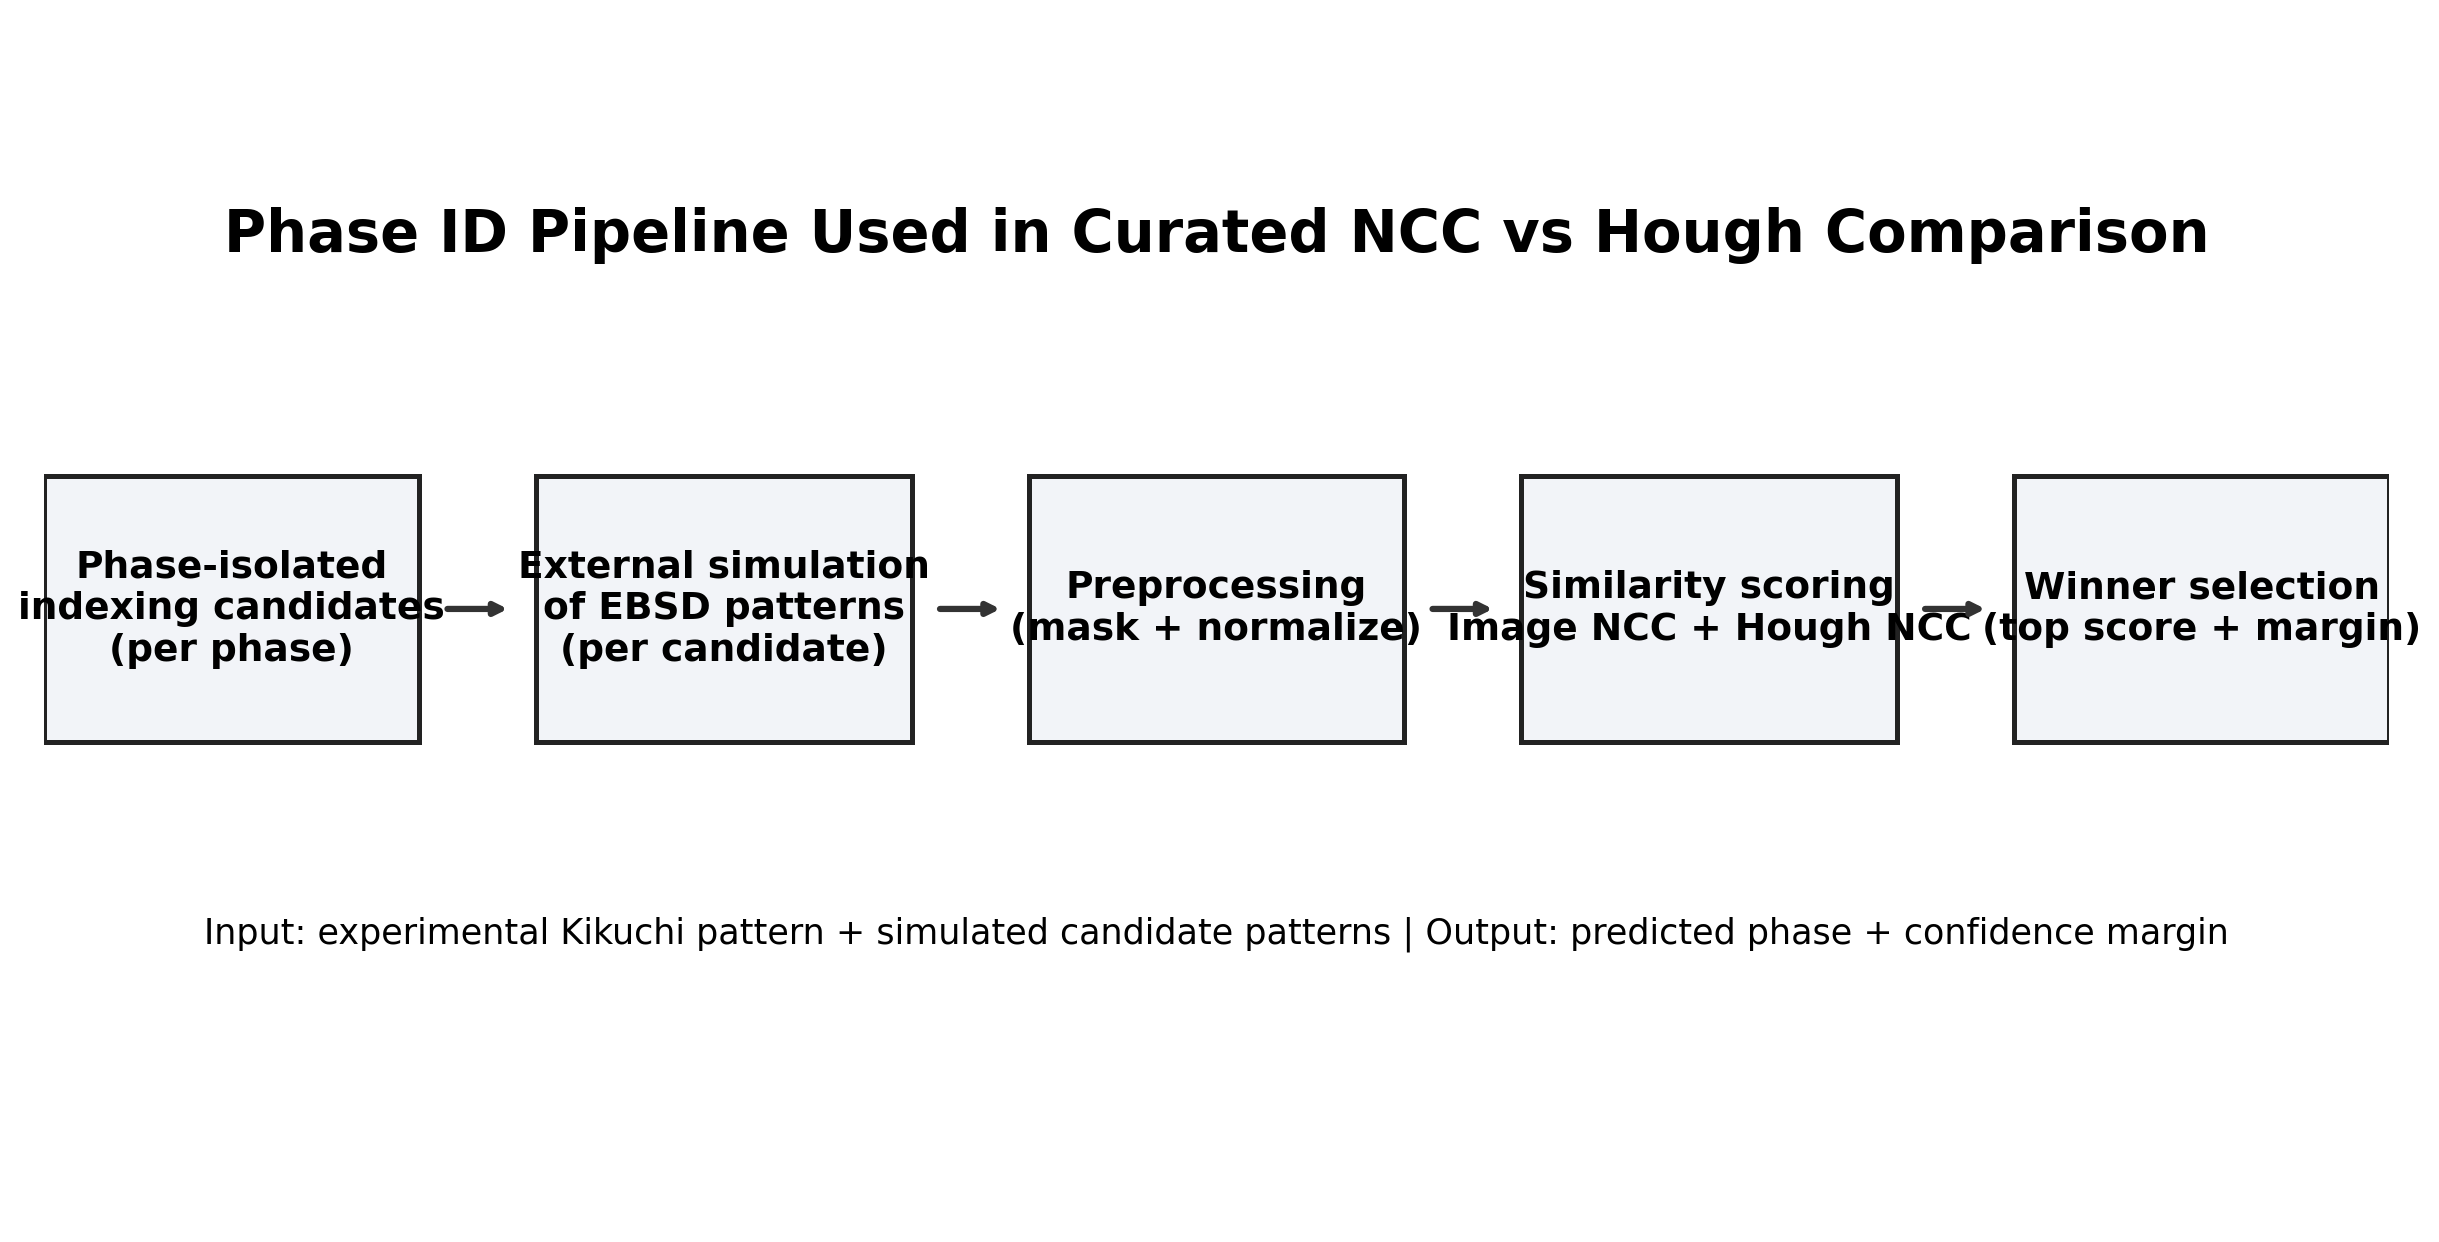 Phase ID Pipeline Used in Curated NCC vs Hough Comparison
Phase-isolated
indexing candidates
(per phase)
External simulation
of EBSD patterns
(per candidate)
Preprocessing
(mask + normalize)
Similarity scoring
Image NCC + Hough NCC
Winner selection
(top score + margin)
Input: experimental Kikuchi pattern + simulated candidate patterns | Output: predicted phase + confidence margin